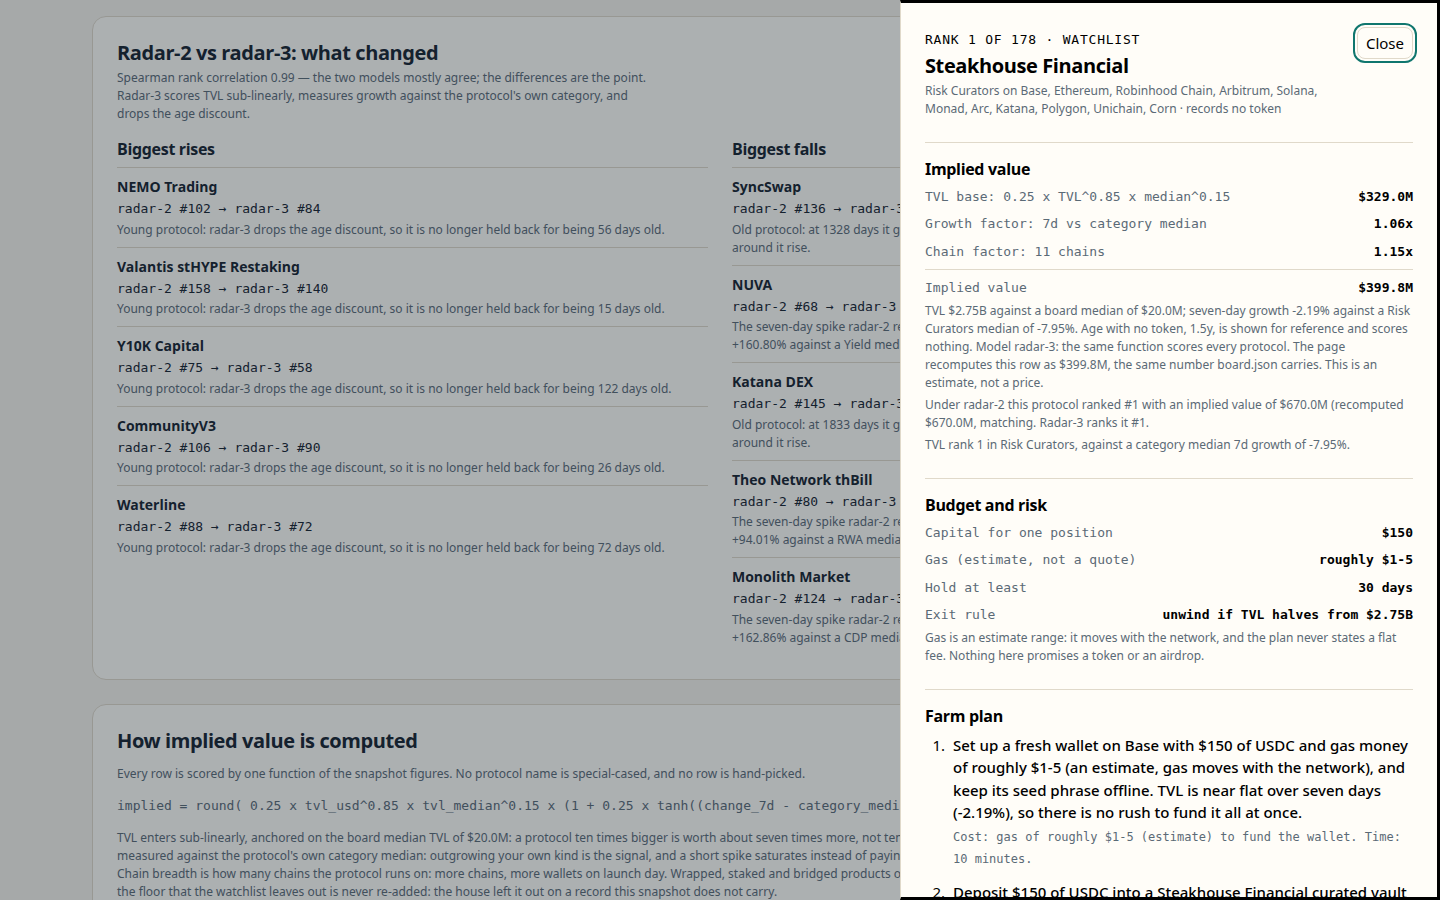 Radar-2 vs radar-3: what changed
Spearman rank correlation 0.99 — the two models mostly agree; the differences are the point.
Radar-3 scores TVL sub-linearly, measures growth against the protocol's own category, and
drops the age discount.
Biggest rises
NEMO Trading
radar-2 #102 → radar-3 #84
Young protocol: radar-3 drops the age discount, so it is no longer held back for being 56 days old.
Valantis stHYPE Restaking
radar-2 #158 → radar-3 #140
Young protocol: radar-3 drops the age discount, so it is no longer held back for being 15 days old.
Y10K Capital
radar-2 #75 → radar-3 #58
Young protocol: radar-3 drops the age discount, so it is no longer held back for being 122 days old.
CommunityV3
radar-2 #106 → radar-3 #90
Young protocol: radar-3 drops the age discount, so it is no longer held back for being 26 days old.
Waterline
radar-2 #88 → radar-3 #72
Young protocol: radar-3 drops the age discount, so it is no longer held back for being 72 days old.
Biggest falls
SyncSwap
radar-2 #136 → radar-3
Old protocol: at 1328 days it g
around it rise.
NUVA
radar-2 #68 → radar-3
The seven-day spike radar-2 re
+160.80% against a Yield med
Katana DEX
radar-2 #145 → radar-3
Old protocol: at 1833 days it g
around it rise.
Theo Network thBill
radar-2 #80 → radar-3
The seven-day spike radar-2 re
+94.01% against a RWA media
Monolith Market
radar-2 #124 → radar-3
The seven-day spike radar-2 re
+162.86% against a CDP medi
How implied value is computed
Every row is scored by one function of the snapshot figures. No protocol name is special-cased, and no row is hand-picked.
implied = round( 0.25 x tvl_usd^0.85 x tvl_median^0.15 x (1 + 0.25 x tanh((change_7d - category_medi
TVL enters sub-linearly, anchored on the board median TVL of $20.0M: a protocol ten times bigger is worth about seven times more, not ten
measured against the protocol's own category median: outgrowing your own kind is the signal, and a short spike saturates instead of payin
Chain breadth is how many chains the protocol runs on: more chains, more wallets on launch day. Wrapped, staked and bridged products o
the floor that the watchlist leaves out is never re-added: the house left it out on a record this snapshot does not carry.
RANK 1 OF 178 · WATCHLIST
Close
Steakhouse Financial
Risk Curators on Base, Ethereum, Robinhood Chain, Arbitrum, Solana,
Monad, Arc, Katana, Polygon, Unichain, Corn · records no token
Implied value
TVL base: 0.25 x TVL^0.85 x median^0.15 $329.0M
Growth factor: 7d vs category median 1.06x
Chain factor: 11 chains 1.15x
Implied value $399.8M
TVL $2.75B against a board median of $20.0M; seven-day growth -2.19% against a Risk
Curators median of -7.95%. Age with no token, 1.5y, is shown for reference and scores
nothing. Model radar-3: the same function scores every protocol. The page
recomputes this row as $399.8M, the same number board.json carries. This is an
estimate, not a price.
Under radar-2 this protocol ranked #1 with an implied value of $670.0M (recomputed
$670.0M, matching. Radar-3 ranks it #1.
TVL rank 1 in Risk Curators, against a category median 7d growth of -7.95%.
Budget and risk
Capital for one position $150
Gas (estimate, not a quote) roughly $1-5
Hold at least 30 days
Exit rule unwind if TVL halves from $2.75B
Gas is an estimate range: it moves with the network, and the plan never states a flat
fee. Nothing here promises a token or an airdrop.
Farm plan
1. Set up a fresh wallet on Base with $150 of USDC and gas money
of roughly $1-5 (an estimate, gas moves with the network), and
keep its seed phrase offline. TVL is near flat over seven days
(-2.19%), so there is no rush to fund it all at once.
Cost: gas of roughly $1-5 (estimate) to fund the wallet. Time:
10 minutes.
2. Deposit $150 of USDC into a Steakhouse Financial curated vault